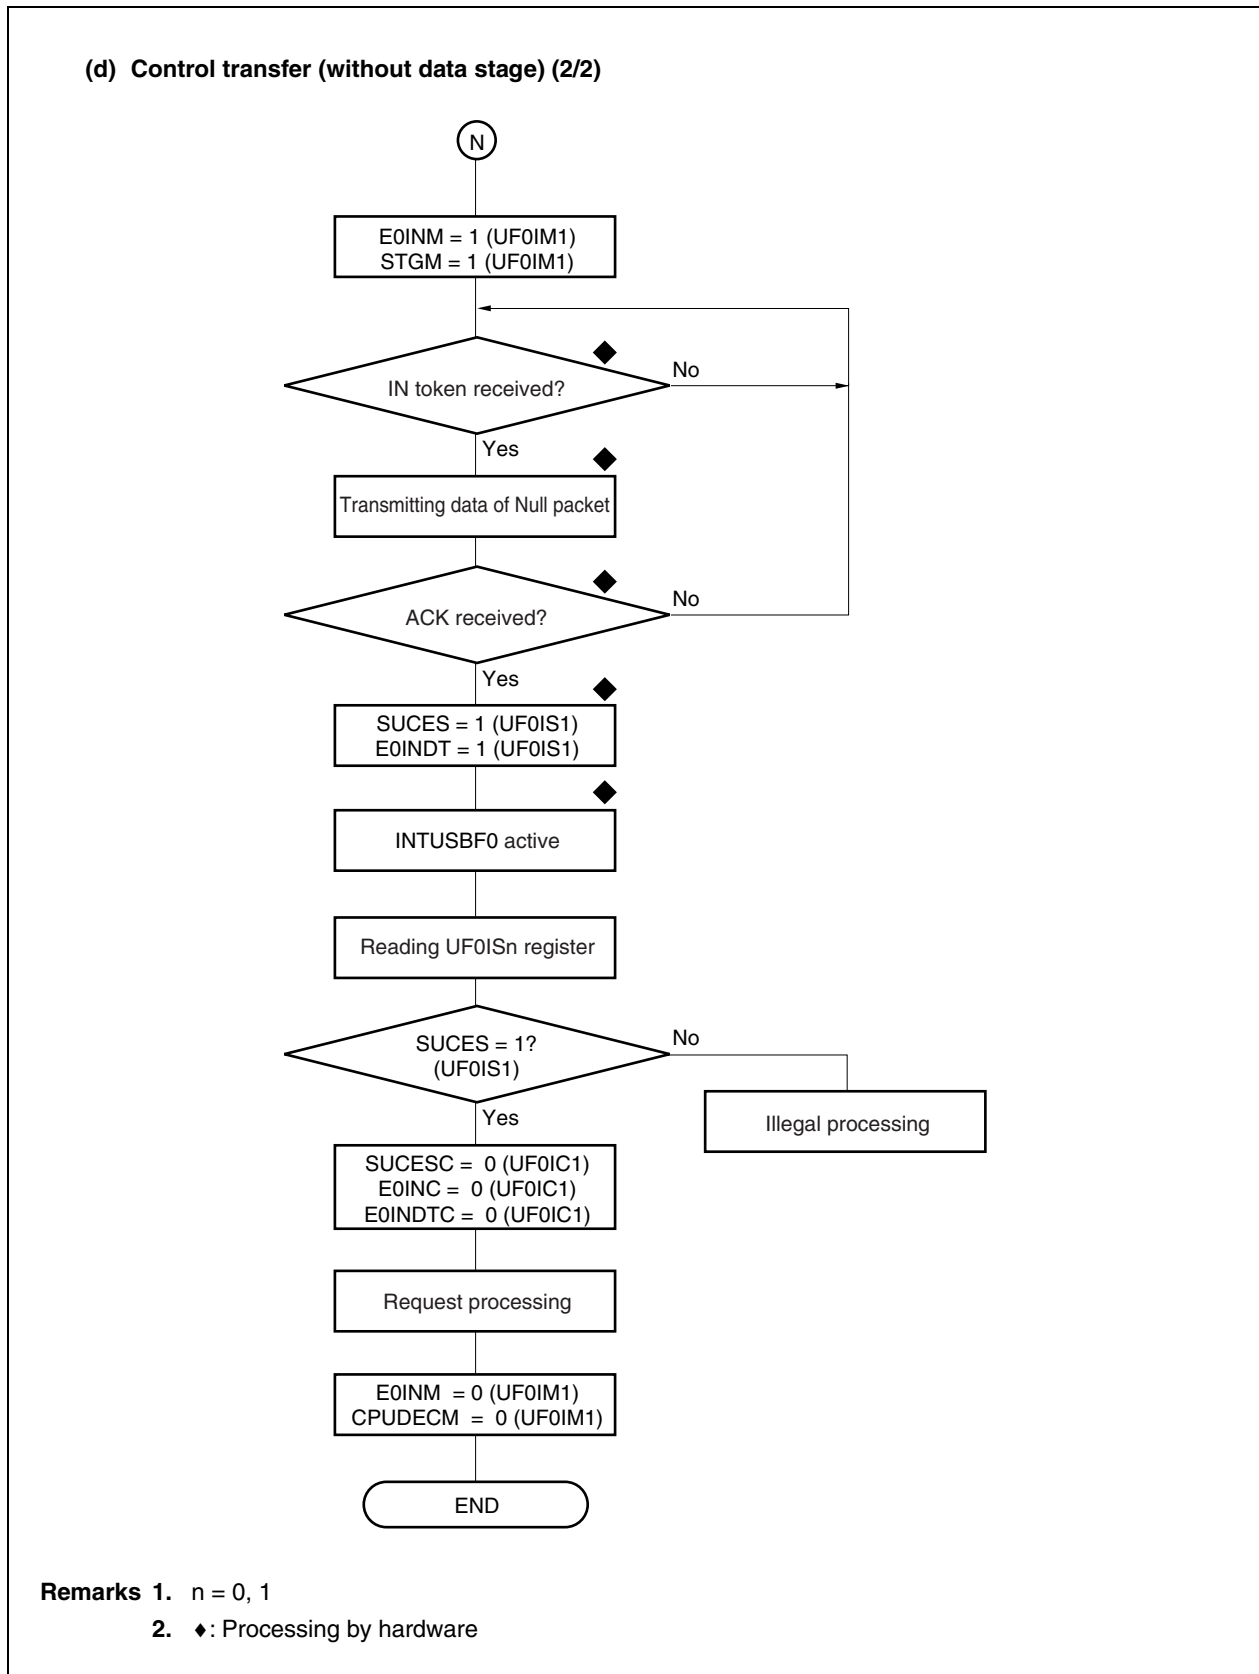 (d) Control transfer (without data stage) (2/2)
N
E0INM = 1 (UF0IM1)
STGM = 1 (UF0IM1)
IN token received?
No
Yes
Transmitting data of Null packet
ACK received?
No
Yes
SUCES = 1 (UF0IS1)
E0INDT = 1 (UF0IS1)
INTUSBF0 active
Reading UF0ISn register
SUCES = 1?
(UF0IS1)
No
Illegal processing
Yes
SUCESC = 0 (UF0IC1)
E0INC = 0 (UF0IC1)
E0INDTC = 0 (UF0IC1)
Request processing
E0INM = 0 (UF0IM1)
CPUDECM = 0 (UF0IM1)
END
Remarks 1. n = 0, 1
2. ♦: Processing by hardware